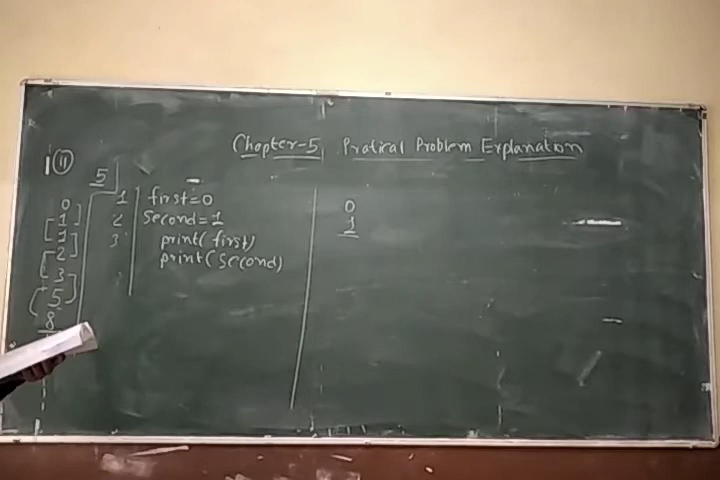 Chapter-5 Pratical Problem Explanation
11
5
0
[1]
1]
[2
3
[5]
8
1
2
3
first=0
Second=1
print(first)
print(Second)
0
1